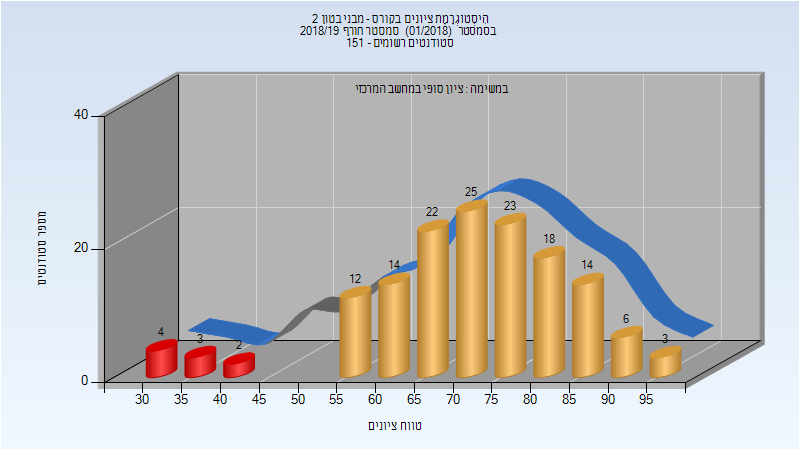 היסטוגרמת ציונים בקורס - מבני בטון 2
בסמסטר (01/2018) סמסטר חורף 2018/19
סטודנטים רשומים - 151
במשימה : ציון סופי במחשב המרכזי
מספר סטודנטים
40
20
0
4
3
2
12
14
22
25
23
18
14
6
3
30 35 40 45 50 55 60 65 70 75 80 85 90 95
טווח ציונים